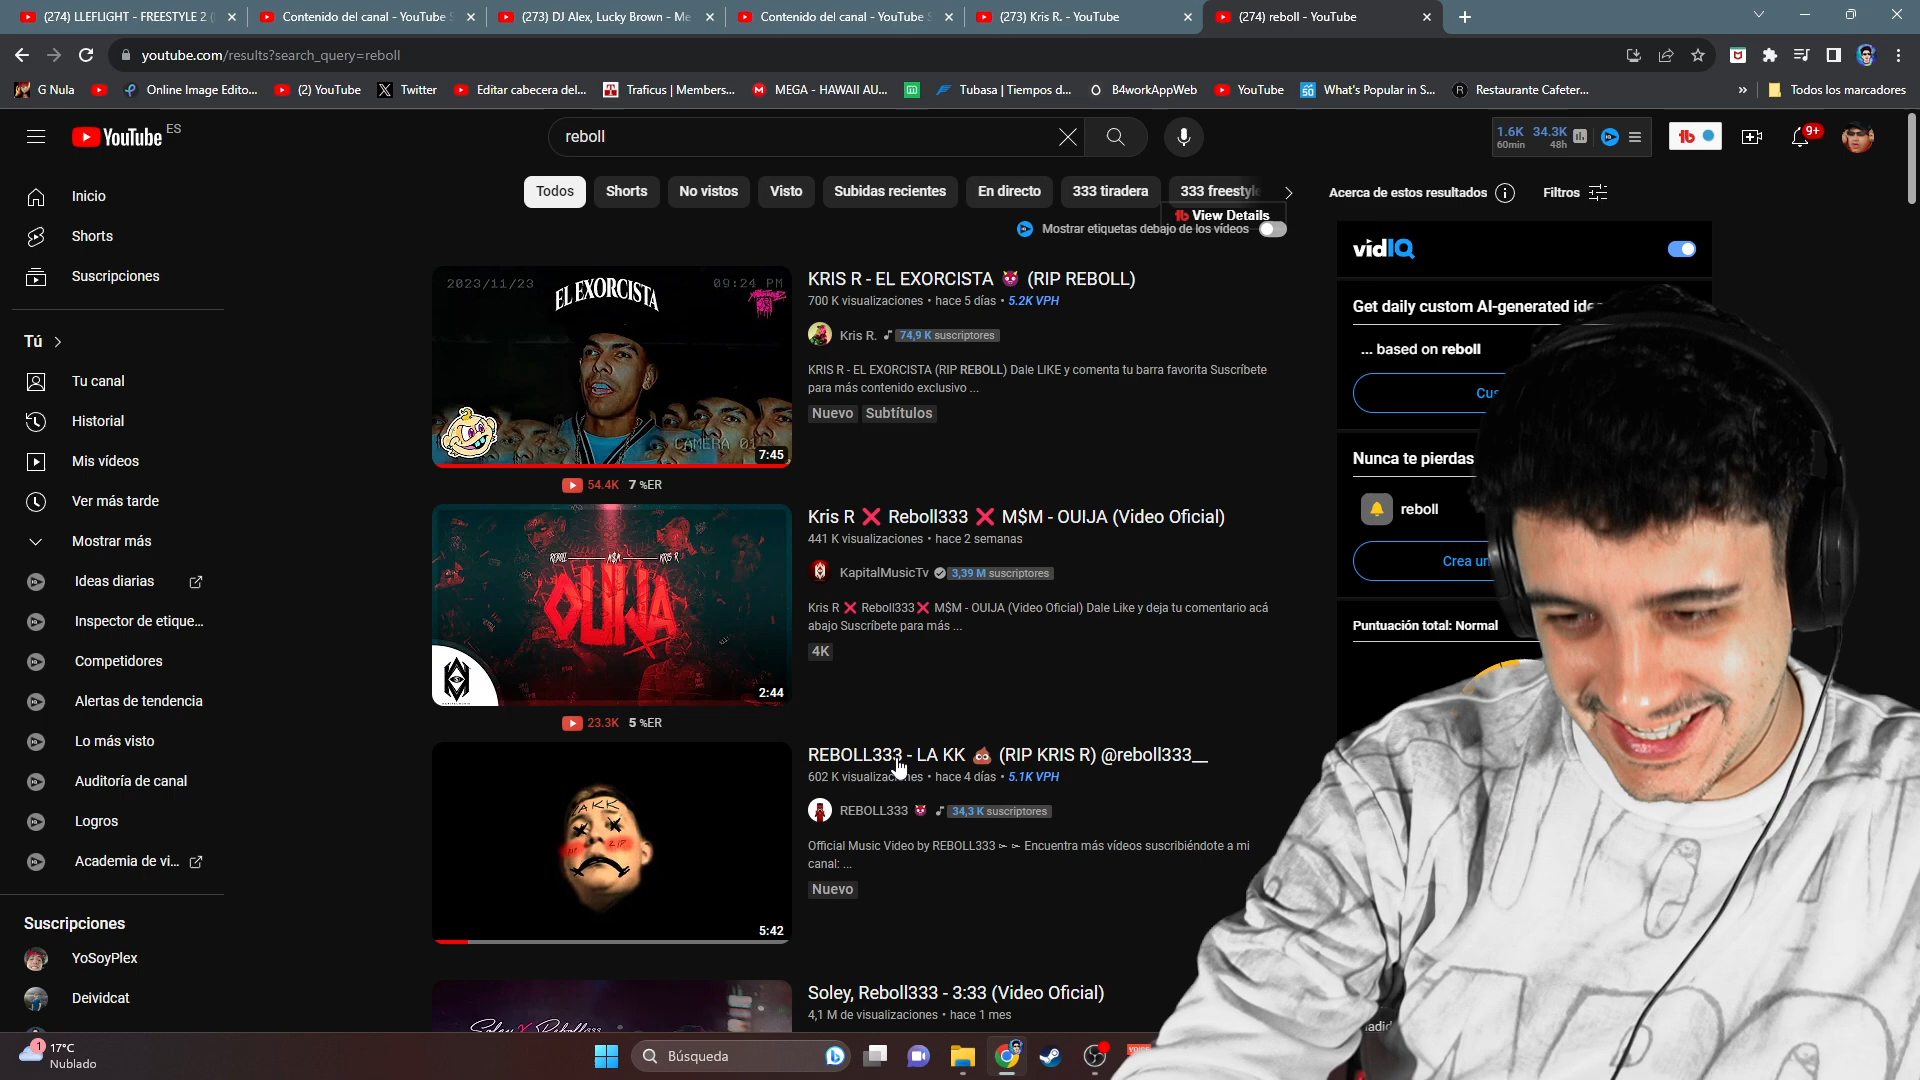 (274) LLEFLIGHT - FREESTYLE 2 (
Contenido del canal - YouTube S
(273) DJ Alex, Lucky Brown - Me
Contenido del canal - YouTube S
(273) Kris R. - YouTube
(274) reboll - YouTube
youtube.com/results?search_query=reboll
G Nula
Online Image Edito...
(2) YouTube
Twitter
Editar cabecera del...
Traficus | Members...
MEGA - HAWAII AU...
Tubasa | Tiempos d...
B4workAppWeb
YouTube
What's Popular in S...
Restaurante Cafeter...
»
Todos los marcadores
YouTube ES
reboll
1.6K 34.3K
60min 48h
9+
Todos
Shorts
No vistos
Visto
Subidas recientes
En directo
333 tiradera
333 freestyle
Acerca de estos resultados
Filtros
View Details
Mostrar etiquetas debajo de los vídeos
Inicio
Shorts
Suscripciones
Tú
Tu canal
Historial
Mis vídeos
Ver más tarde
Mostrar más
Ideas diarias
Inspector de etique...
Competidores
Alertas de tendencia
Lo más visto
Auditoría de canal
Logros
Academia de vi...
Suscripciones
YoSoyPlex
Deividcat
2023/11/23
EL EXORCISTA
09:24 PM
CAMERA 01
7:45
54.4K 7 %ER
KRIS R - EL EXORCISTA 👿 (RIP REBOLL)
700 K visualizaciones • hace 5 días • 5.2K VPH
Kris R. 74,9 K suscriptores
KRIS R - EL EXORCISTA (RIP REBOLL) Dale LIKE y comenta tu barra favorita Suscríbete
para más contenido exclusivo ...
Nuevo
Subtítulos
REBOLL M$M KRIS R
OUIJA
2:44
23.3K 5 %ER
Kris R ❌ Reboll333 ❌ M$M - OUIJA (Video Oficial)
441 K visualizaciones • hace 2 semanas
KapitalMusicTv 3,39 M suscriptores
Kris R ❌ Reboll333❌ M$M - OUIJA (Video Oficial) Dale Like y deja tu comentario acá
abajo Suscríbete para más ...
4K
5:42
REBOLL333 - LA KK 💩 (RIP KRIS R) @reboll333__
602 K visualizaciones • hace 4 días • 5.1K VPH
REBOLL333 👿 34,3 K suscriptores
Official Music Video by REBOLL333 ▻ ▻ Encuentra más vídeos suscribiéndote a mi
canal: ...
Nuevo
Soley, Reboll333 - 3:33 (Video Oficial)
4,1 M de visualizaciones • hace 1 mes
vidIQ
Get daily custom AI-generated ide
... based on reboll
Nunca te pierdas
reboll
Crea un
Puntuación total: Normal
1
17°C
Nublado
Búsqueda